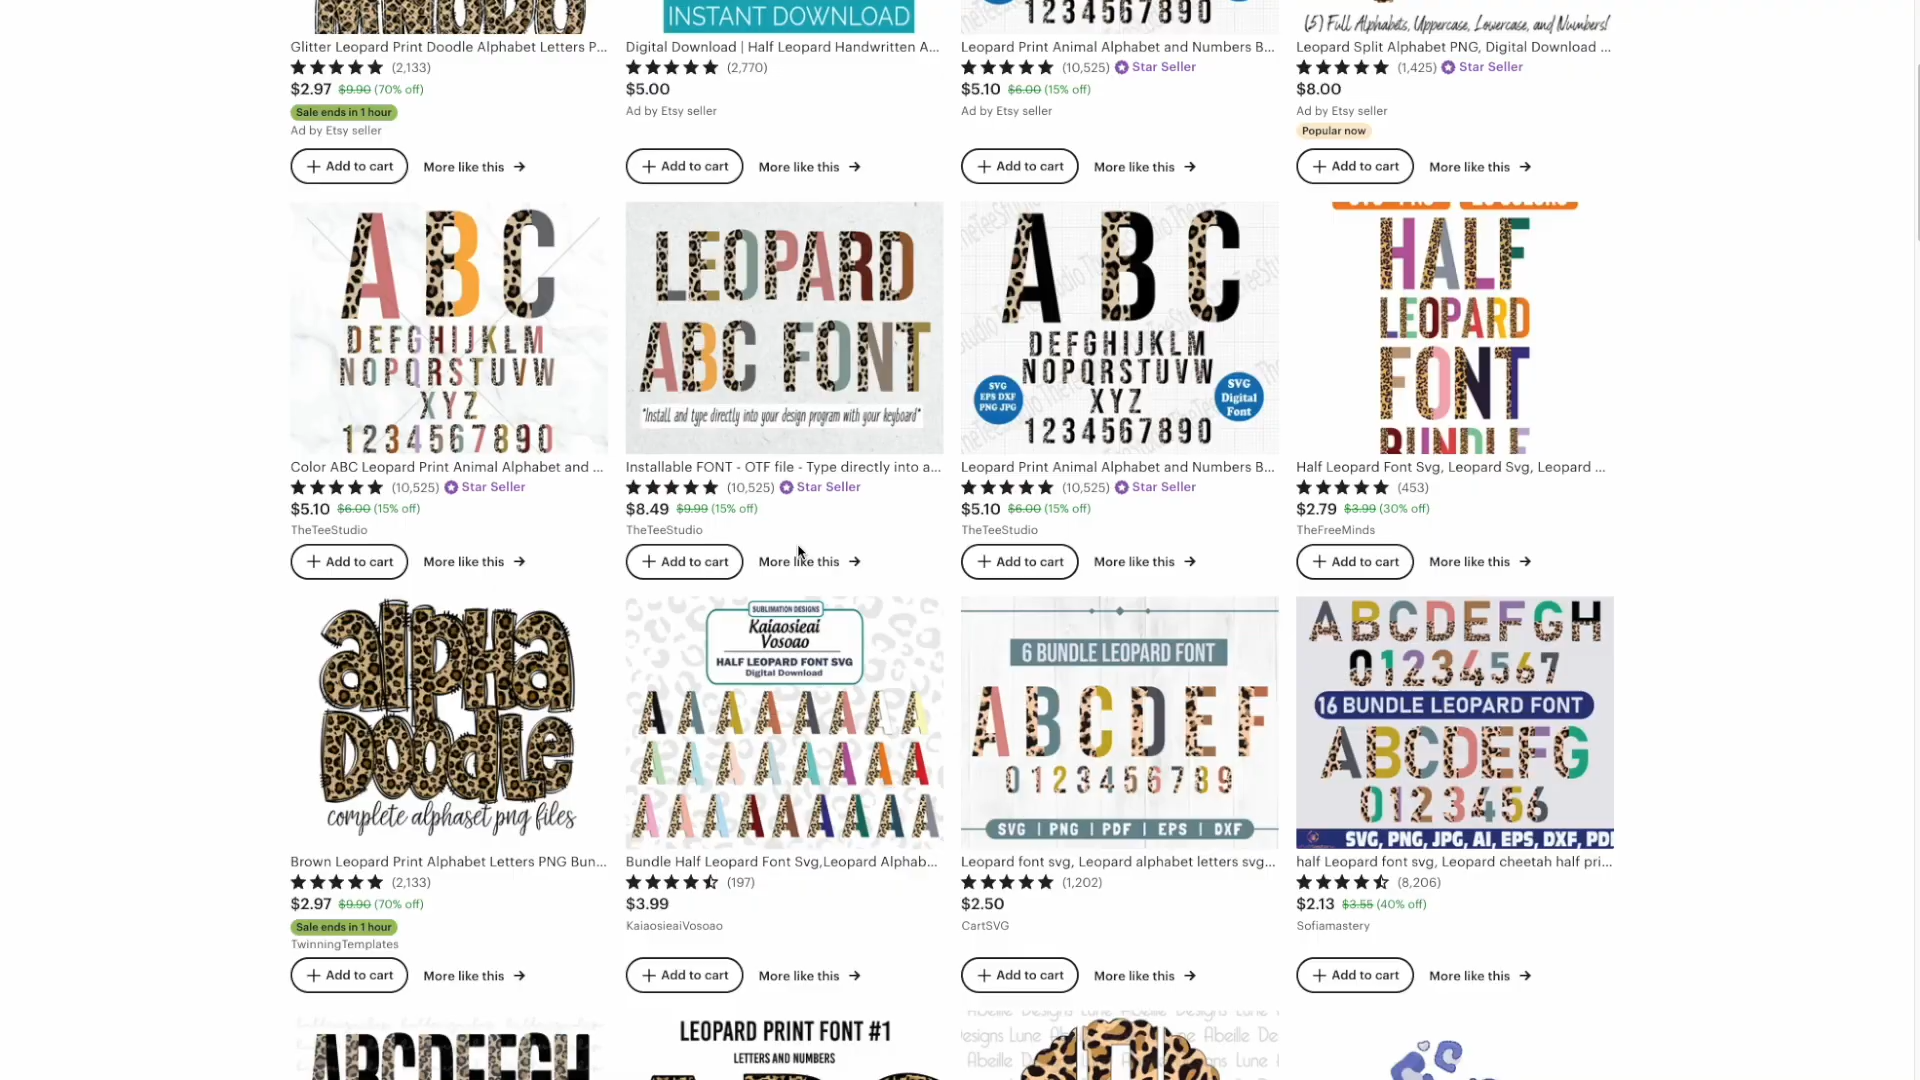 INSTANT DOWNLOAD
1234567890
(5) Full Alphabets, Uppercase, Lowercase, and Numbers!
Glitter Leopard Print Doodle Alphabet Letters P...
Digital Download | Half Leopard Handwritten A...
Leopard Print Animal Alphabet and Numbers B...
Leopard Split Alphabet PNG, Digital Download ...
(2,133)
(2,770)
(10,525) Star Seller
(1,425) Star Seller
$2.97 $9.90 (70% off)
$5.00
$5.10 $6.00 (15% off)
$8.00
Sale ends in 1 hour
Ad by Etsy seller
Ad by Etsy seller
Ad by Etsy seller
Ad by Etsy seller
Popular now
+ Add to cart More like this →
+ Add to cart More like this →
+ Add to cart More like this →
+ Add to cart More like this →
ABC
DEFGHIJKLM
NOPQRSTUVW
XYZ
1234567890
LEOPARD
ABC FONT
*Install and type directly into your design program with your keyboard*
ABC
DEFGHIJKLM
NOPQRSTUVW
XYZ
1234567890
SVG
EPS DXF
PNG JPG
SVG
Digital
Font
HALF
LEOPARD
FONT
BUNDLE
Color ABC Leopard Print Animal Alphabet and ...
Installable FONT - OTF file - Type directly into a...
Leopard Print Animal Alphabet and Numbers B...
Half Leopard Font Svg, Leopard Svg, Leopard ...
(10,525) Star Seller
(10,525) Star Seller
(10,525) Star Seller
(453)
$5.10 $6.00 (15% off)
$8.49 $9.99 (15% off)
$5.10 $6.00 (15% off)
$2.79 $3.99 (30% off)
TheTeeStudio
TheTeeStudio
TheTeeStudio
TheFreeMinds
+ Add to cart More like this →
+ Add to cart More like this →
+ Add to cart More like this →
+ Add to cart More like this →
alpha
Doodle
complete alphaset png files
SUBLIMATION DESIGNS
Kaiaosieai
Vosoao
HALF LEOPARD FONT SVG
Digital Download
AAAAAAAA
AAAAAAAA
AAAAAAAA
6 BUNDLE LEOPARD FONT
ABCDEF
0123456789
SVG | PNG | PDF | EPS | DXF
ABCDEFGH
01234567
16 BUNDLE LEOPARD FONT
ABCDEFG
0123456
SVG, PNG, JPG, AI, EPS, DXF, PDF
Brown Leopard Print Alphabet Letters PNG Bun...
Bundle Half Leopard Font Svg,Leopard Alphab...
Leopard font svg, Leopard alphabet letters svg...
half Leopard font svg, Leopard cheetah half pri...
(2,133)
(197)
(1,202)
(8,206)
$2.97 $9.90 (70% off)
$3.99
$2.50
$2.13 $3.55 (40% off)
Sale ends in 1 hour
TwinningTemplates
KaiaosieaiVosoao
CartSVG
Sofiamastery
+ Add to cart More like this →
+ Add to cart More like this →
+ Add to cart More like this →
+ Add to cart More like this →
ABCDEFGH
LEOPARD PRINT FONT #1
LETTERS AND NUMBERS